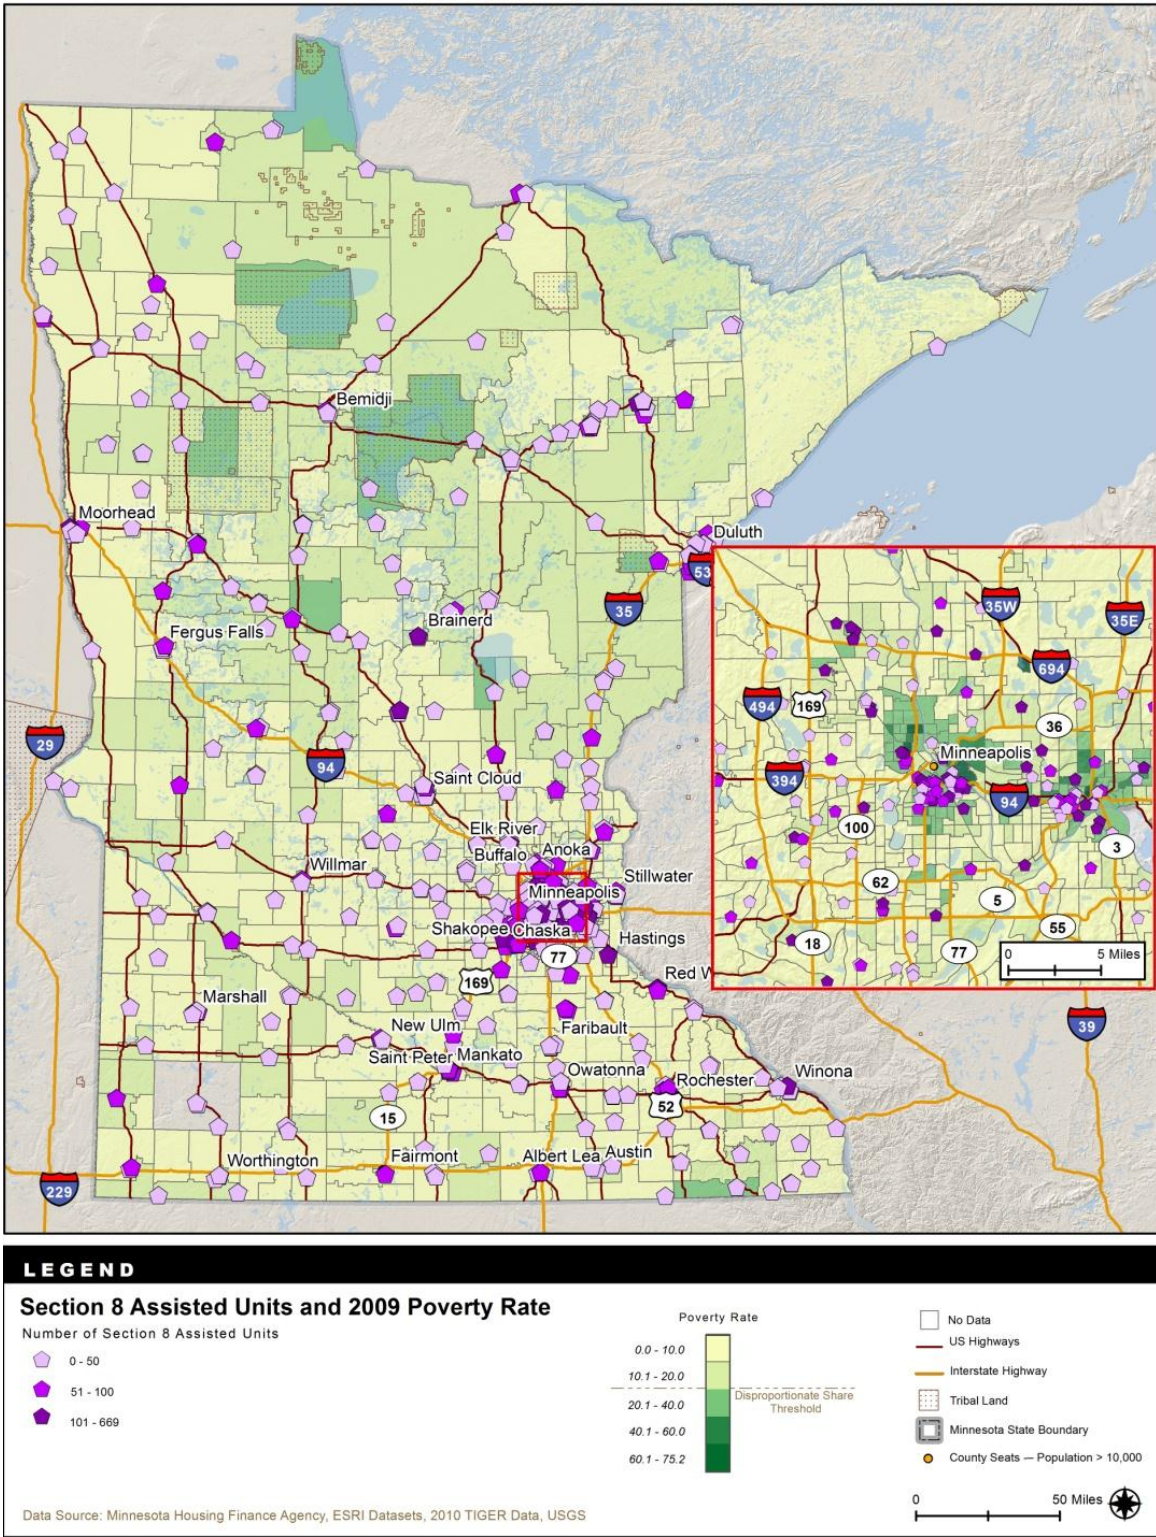 Bemidji
Moorhead
Duluth
53
35
Brainerd
Fergus Falls
35W
35E
694
494
169
36
29
94
Minneapolis
394
94
Saint Cloud
100
3
Elk River
Buffalo
Anoka
Willmar
62
Stillwater
Minneapolis
5
55
Shakopee
Chaska
Hastings
18
77
0
5 Miles
77
169
Red W
Marshall
39
New Ulm
Faribault
Saint Peter
Mankato
Owatonna
Rochester
Winona
52
15
Worthington
Fairmont
Albert Lea
Austin
229
LEGEND
Section 8 Assisted Units and 2009 Poverty Rate
Number of Section 8 Assisted Units
0 - 50
51 - 100
101 - 669
Poverty Rate
0.0 - 10.0
10.1 - 20.0
Disproportionate Share
Threshold
20.1 - 40.0
40.1 - 60.0
60.1 - 75.2
No Data
US Highways
Interstate Highway
Tribal Land
Minnesota State Boundary
County Seats — Population > 10,000
0
50 Miles
Data Source: Minnesota Housing Finance Agency, ESRI Datasets, 2010 TIGER Data, USGS